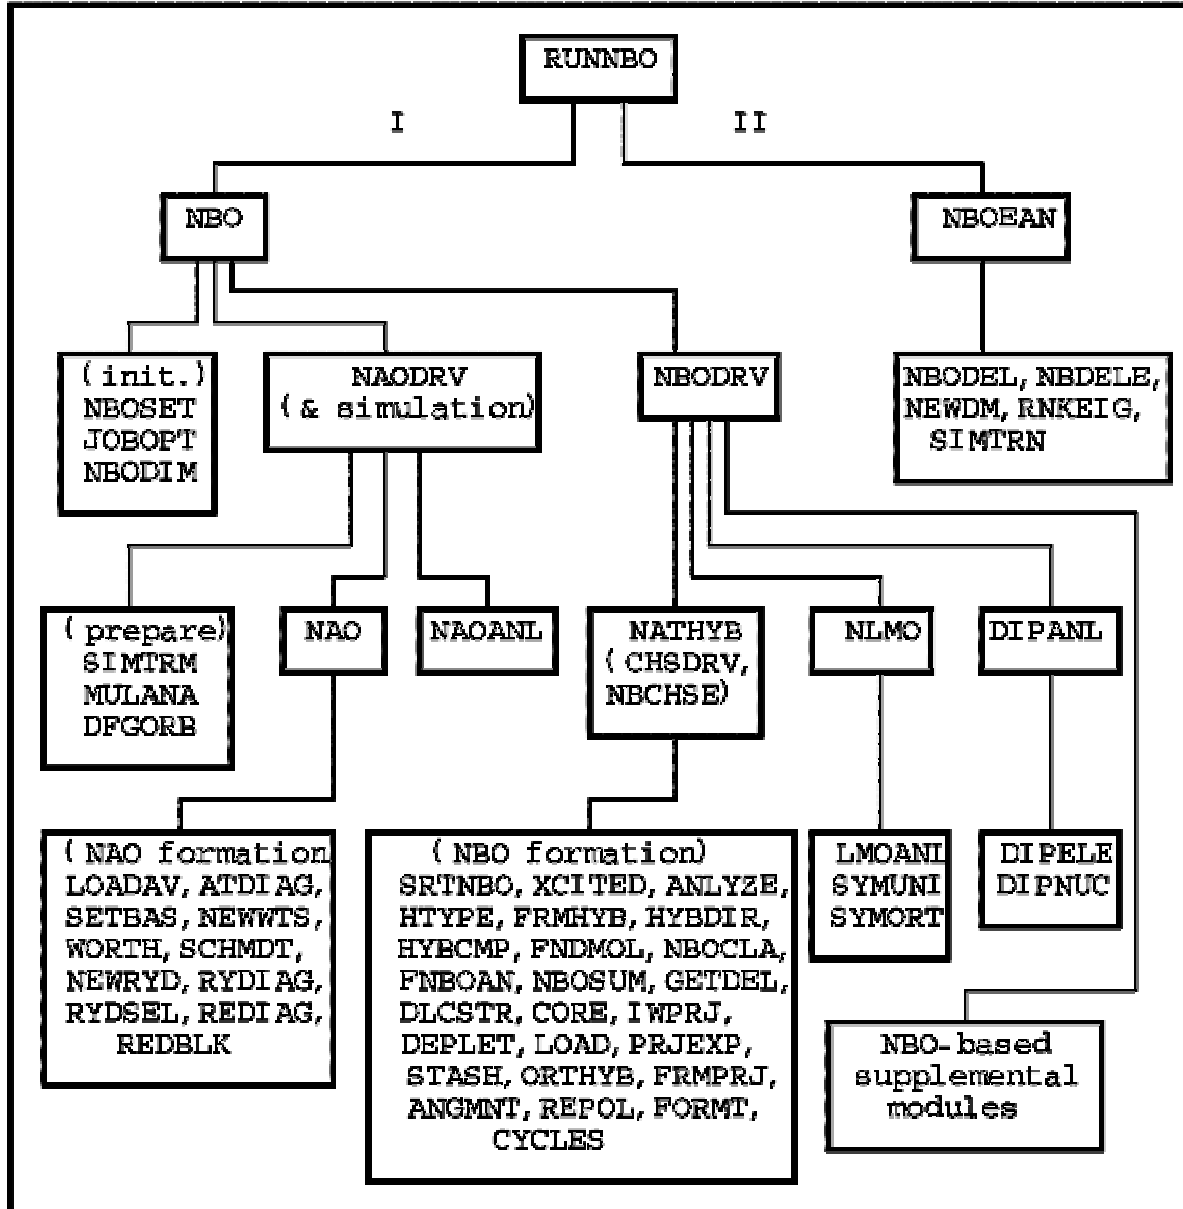 RUNNBO
I
II
NBO
NBOEAN
(init.)
NBOSET
JOBOPT
NBODIM
NAODRV
(& simulation)
NBODRV
NBODEL, NBDELE,
NEWDM, RNKEIG,
SIMTRN
(prepare)
SIMTRM
MULANA
DFGORB
NAO
NAOANL
NATHYB
(CHSDRV,
NBCHSE)
NLMO
DIPANL
(NAO formation
LOADAV, ATDIAG,
SETBAS, NEWWTS,
WORTH, SCHMDT,
NEWRYD, RYDIAG,
RYDSEL, REDIAG,
REDBLK
(NBO formation)
SRTNBO, XCITED, ANLYZE,
HTYPE, FRMHYB, HYBDIR,
HYBCMP, FNDMOL, NBOCLA,
FNBOAN, NBOSUM, GETDEL,
DLCSTR, CORE, IWPRJ,
DEPLET, LOAD, PRJEXP,
STASH, ORTHYB, FRMPRJ,
ANGMNT, REPOL, FORMT,
CYCLES
LMOANL
SYMUNI
SYMORT
DIPELE
DIPNUC
NBO-based
supplemental
modules